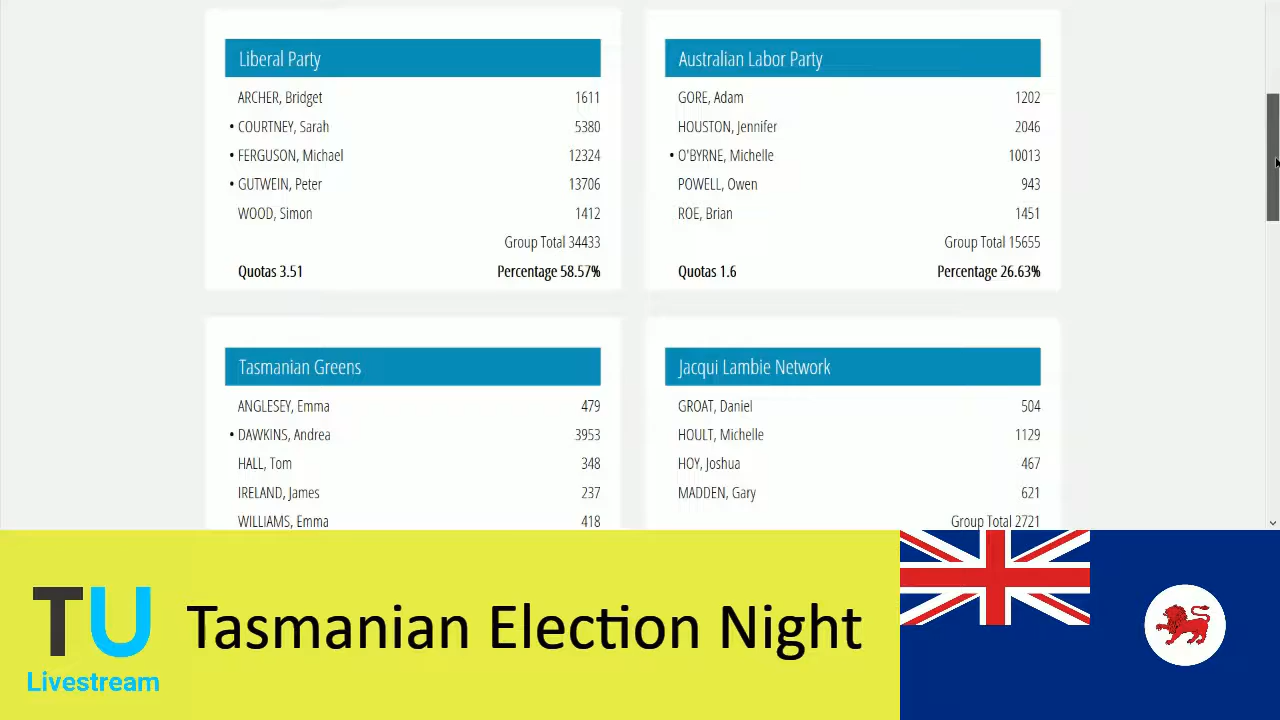 Liberal Party
ARCHER, Bridget 1611
• COURTNEY, Sarah 5380
• FERGUSON, Michael 12324
• GUTWEIN, Peter 13706
WOOD, Simon 1412
Group Total 34433
Quotas 3.51 Percentage 58.57%
Australian Labor Party
GORE, Adam 1202
HOUSTON, Jennifer 2046
• O'BYRNE, Michelle 10013
POWELL, Owen 943
ROE, Brian 1451
Group Total 15655
Quotas 1.6 Percentage 26.63%
Tasmanian Greens
ANGLESEY, Emma 479
• DAWKINS, Andrea 3953
HALL, Tom 348
IRELAND, James 237
WILLIAMS, Emma 418
Jacqui Lambie Network
GROAT, Daniel 504
HOULT, Michelle 1129
HOY, Joshua 467
MADDEN, Gary 621
Group Total 2721
TU
Livestream
Tasmanian Election Night